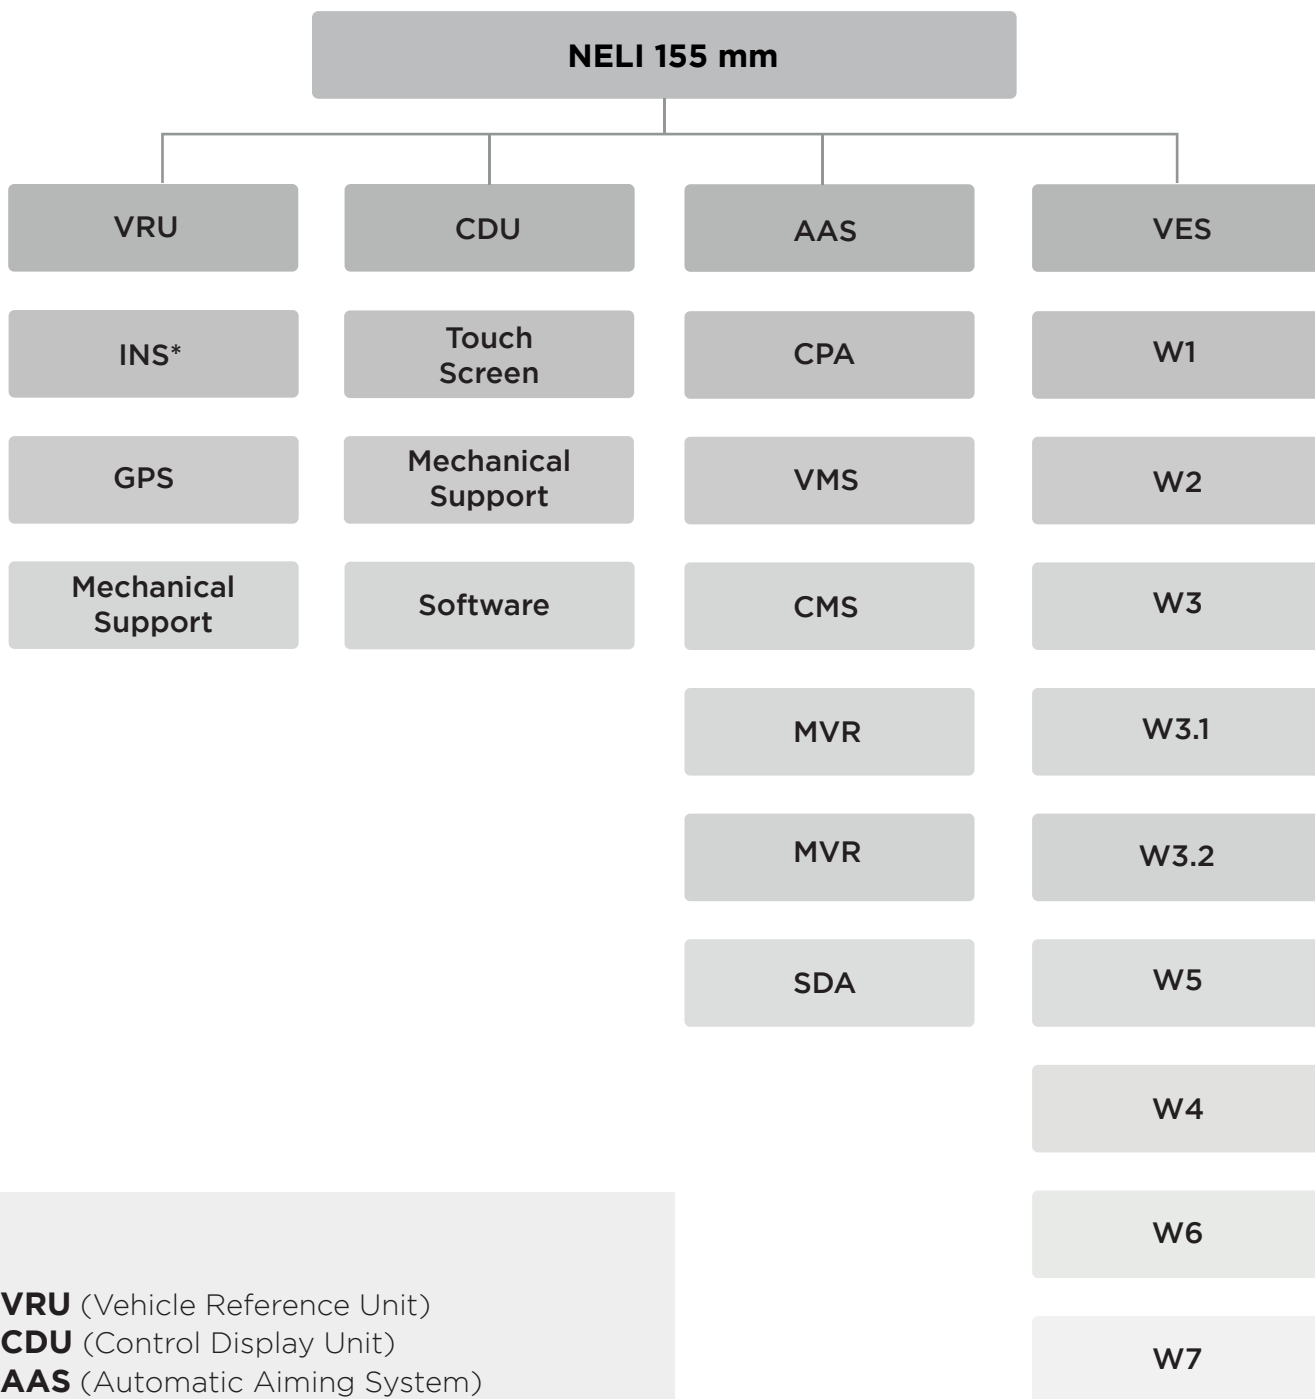 NELI 155 mm
VRU
CDU
AAS
VES
INS*
Touch
Screen
CPA
W1
GPS
Mechanical
Support
VMS
W2
Mechanical
Support
Software
CMS
W3
MVR
W3.1
MVR
W3.2
SDA
W5
W4
W6
W7
VRU (Vehicle Reference Unit)
CDU (Control Display Unit)
AAS (Automatic Aiming System)